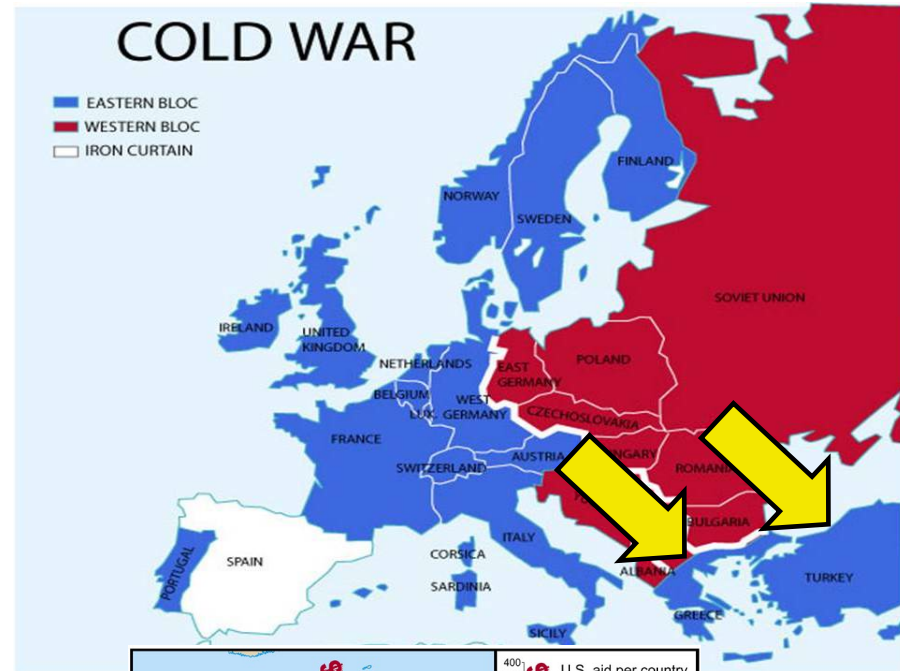 COLD WAR
EASTERN BLOC
WESTERN BLOC
IRON CURTAIN
FINLAND
NORWAY
SWEDEN
SOVIET UNION
IRELAND
UNITED
KINGDOM
NETHERLANDS
EAST
GERMANY
POLAND
BELGIUM
WEST
GERMANY
LUX.
CZECHOSLOVAKIA
FRANCE
AUSTRIA
SWITZERLAND
ROMANIA
BULGARIA
ITALY
CORSICA
SPAIN
PORTUGAL
ALBANIA
TURKEY
SARDINIA
GREECE
SICILY
400
U.S. aid per country